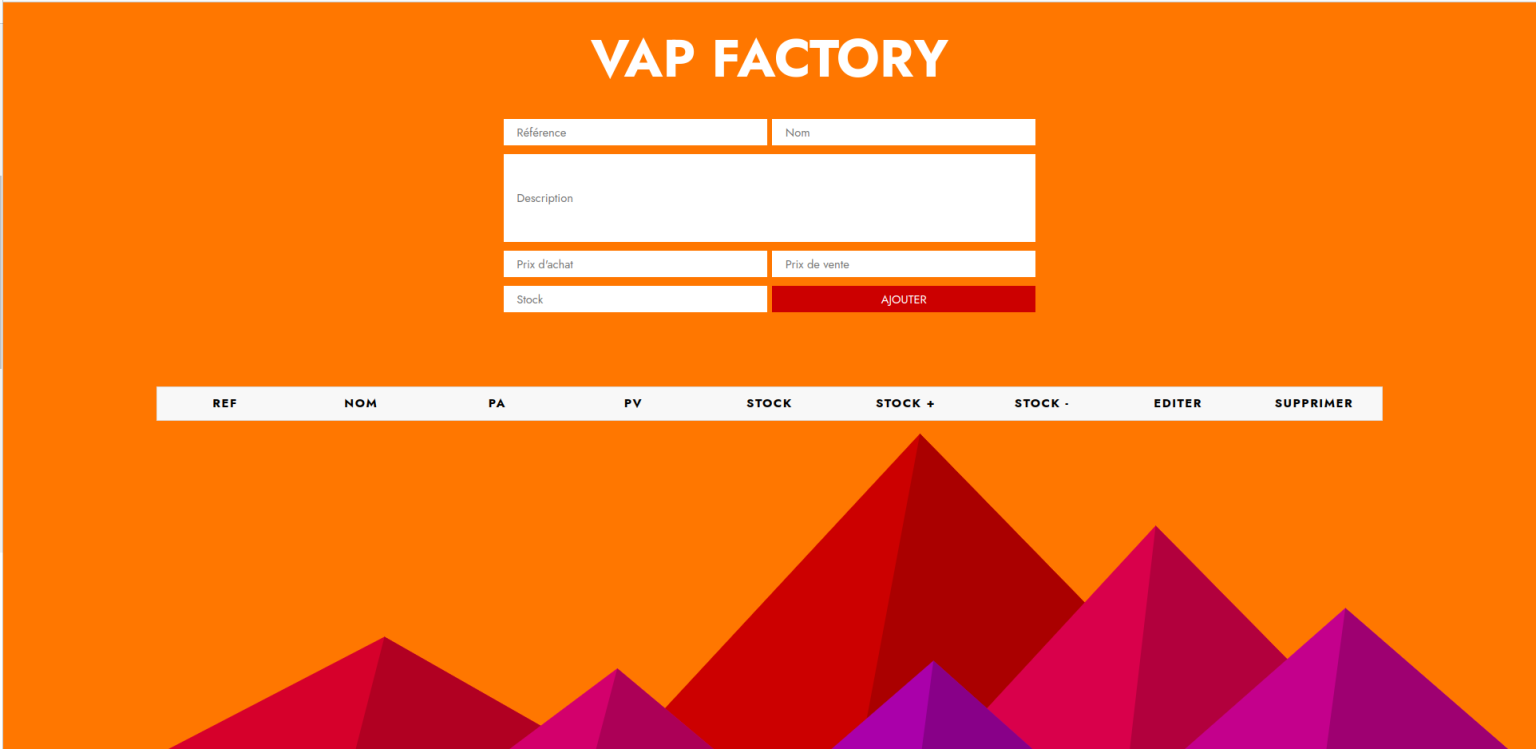 VAP FACTORY
Référence Nom
Description
Prix d'achat Prix de vente
Stock AJOUTER
REF NOM PA PV STOCK STOCK + STOCK - EDITER SUPPRIMER